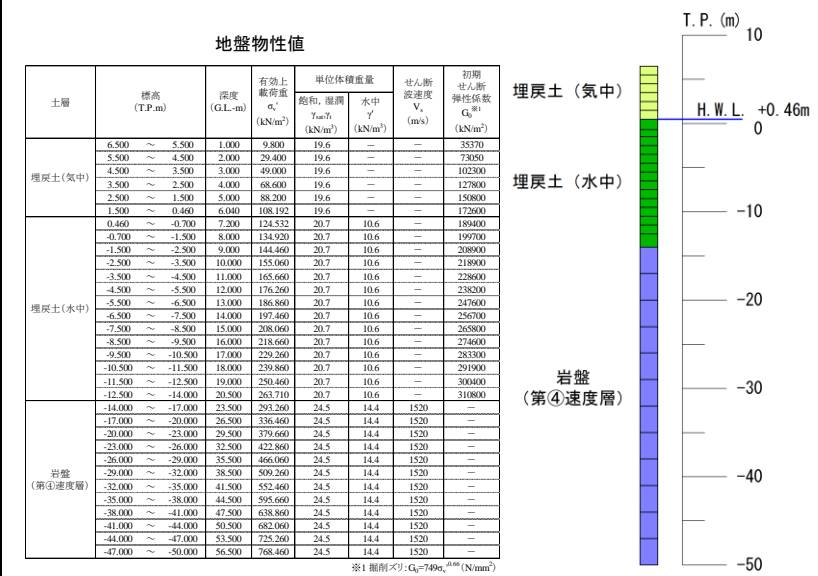 地盤物性値
土層 標高 (T.P.m) 深度 (G.L.-m) 有効上載荷重 σv' (kN/m²) 単位体積重量 飽和, 湿潤 γsat,γt (kN/m³) 水中 γ' (kN/m³) せん断波速度 Vs (m/s) 初期せん断弾性係数 G₀※1 (kN/m²)
埋戻土(気中)
6.500 ～ 5.500 1.000 9.800 19.6 － － 35370
5.500 ～ 4.500 2.000 29.400 19.6 － － 73050
4.500 ～ 3.500 3.000 49.000 19.6 － － 102300
3.500 ～ 2.500 4.000 68.600 19.6 － － 127800
2.500 ～ 1.500 5.000 88.200 19.6 － － 150800
1.500 ～ 0.460 6.040 108.192 19.6 － － 172600
埋戻土(水中)
0.460 ～ -0.700 7.200 124.532 20.7 10.6 － 189400
-0.700 ～ -1.500 8.000 134.920 20.7 10.6 － 199700
-1.500 ～ -2.500 9.000 144.460 20.7 10.6 － 208900
-2.500 ～ -3.500 10.000 155.060 20.7 10.6 － 218900
-3.500 ～ -4.500 11.000 165.660 20.7 10.6 － 228600
-4.500 ～ -5.500 12.000 176.260 20.7 10.6 － 238200
-5.500 ～ -6.500 13.000 186.860 20.7 10.6 － 247600
-6.500 ～ -7.500 14.000 197.460 20.7 10.6 － 256700
-7.500 ～ -8.500 15.000 208.060 20.7 10.6 － 265800
-8.500 ～ -9.500 16.000 218.660 20.7 10.6 － 274600
-9.500 ～ -10.500 17.000 229.260 20.7 10.6 － 283300
-10.500 ～ -11.500 18.000 239.860 20.7 10.6 － 291900
-11.500 ～ -12.500 19.000 250.460 20.7 10.6 － 300400
-12.500 ～ -14.000 20.500 263.710 20.7 10.6 － 310800
岩盤
(第④速度層)
-14.000 ～ -17.000 23.500 293.260 24.5 14.4 1520 －
-17.000 ～ -20.000 26.500 336.460 24.5 14.4 1520 －
-20.000 ～ -23.000 29.500 379.660 24.5 14.4 1520 －
-23.000 ～ -26.000 32.500 422.860 24.5 14.4 1520 －
-26.000 ～ -29.000 35.500 466.060 24.5 14.4 1520 －
-29.000 ～ -32.000 38.500 509.260 24.5 14.4 1520 －
-32.000 ～ -35.000 41.500 552.460 24.5 14.4 1520 －
-35.000 ～ -38.000 44.500 595.660 24.5 14.4 1520 －
-38.000 ～ -41.000 47.500 638.860 24.5 14.4 1520 －
-41.000 ～ -44.000 50.500 682.060 24.5 14.4 1520 －
-44.000 ～ -47.000 53.500 725.260 24.5 14.4 1520 －
-47.000 ～ -50.000 56.500 768.460 24.5 14.4 1520 －
※1 掘削ズリ:G₀=749σv'^0.66 (N/mm²)
T.P.(m)
10
埋戻土（気中）
H.W.L. +0.46m
0
埋戻土（水中）
-10
-20
岩盤
（第④速度層）
-30
-40
-50